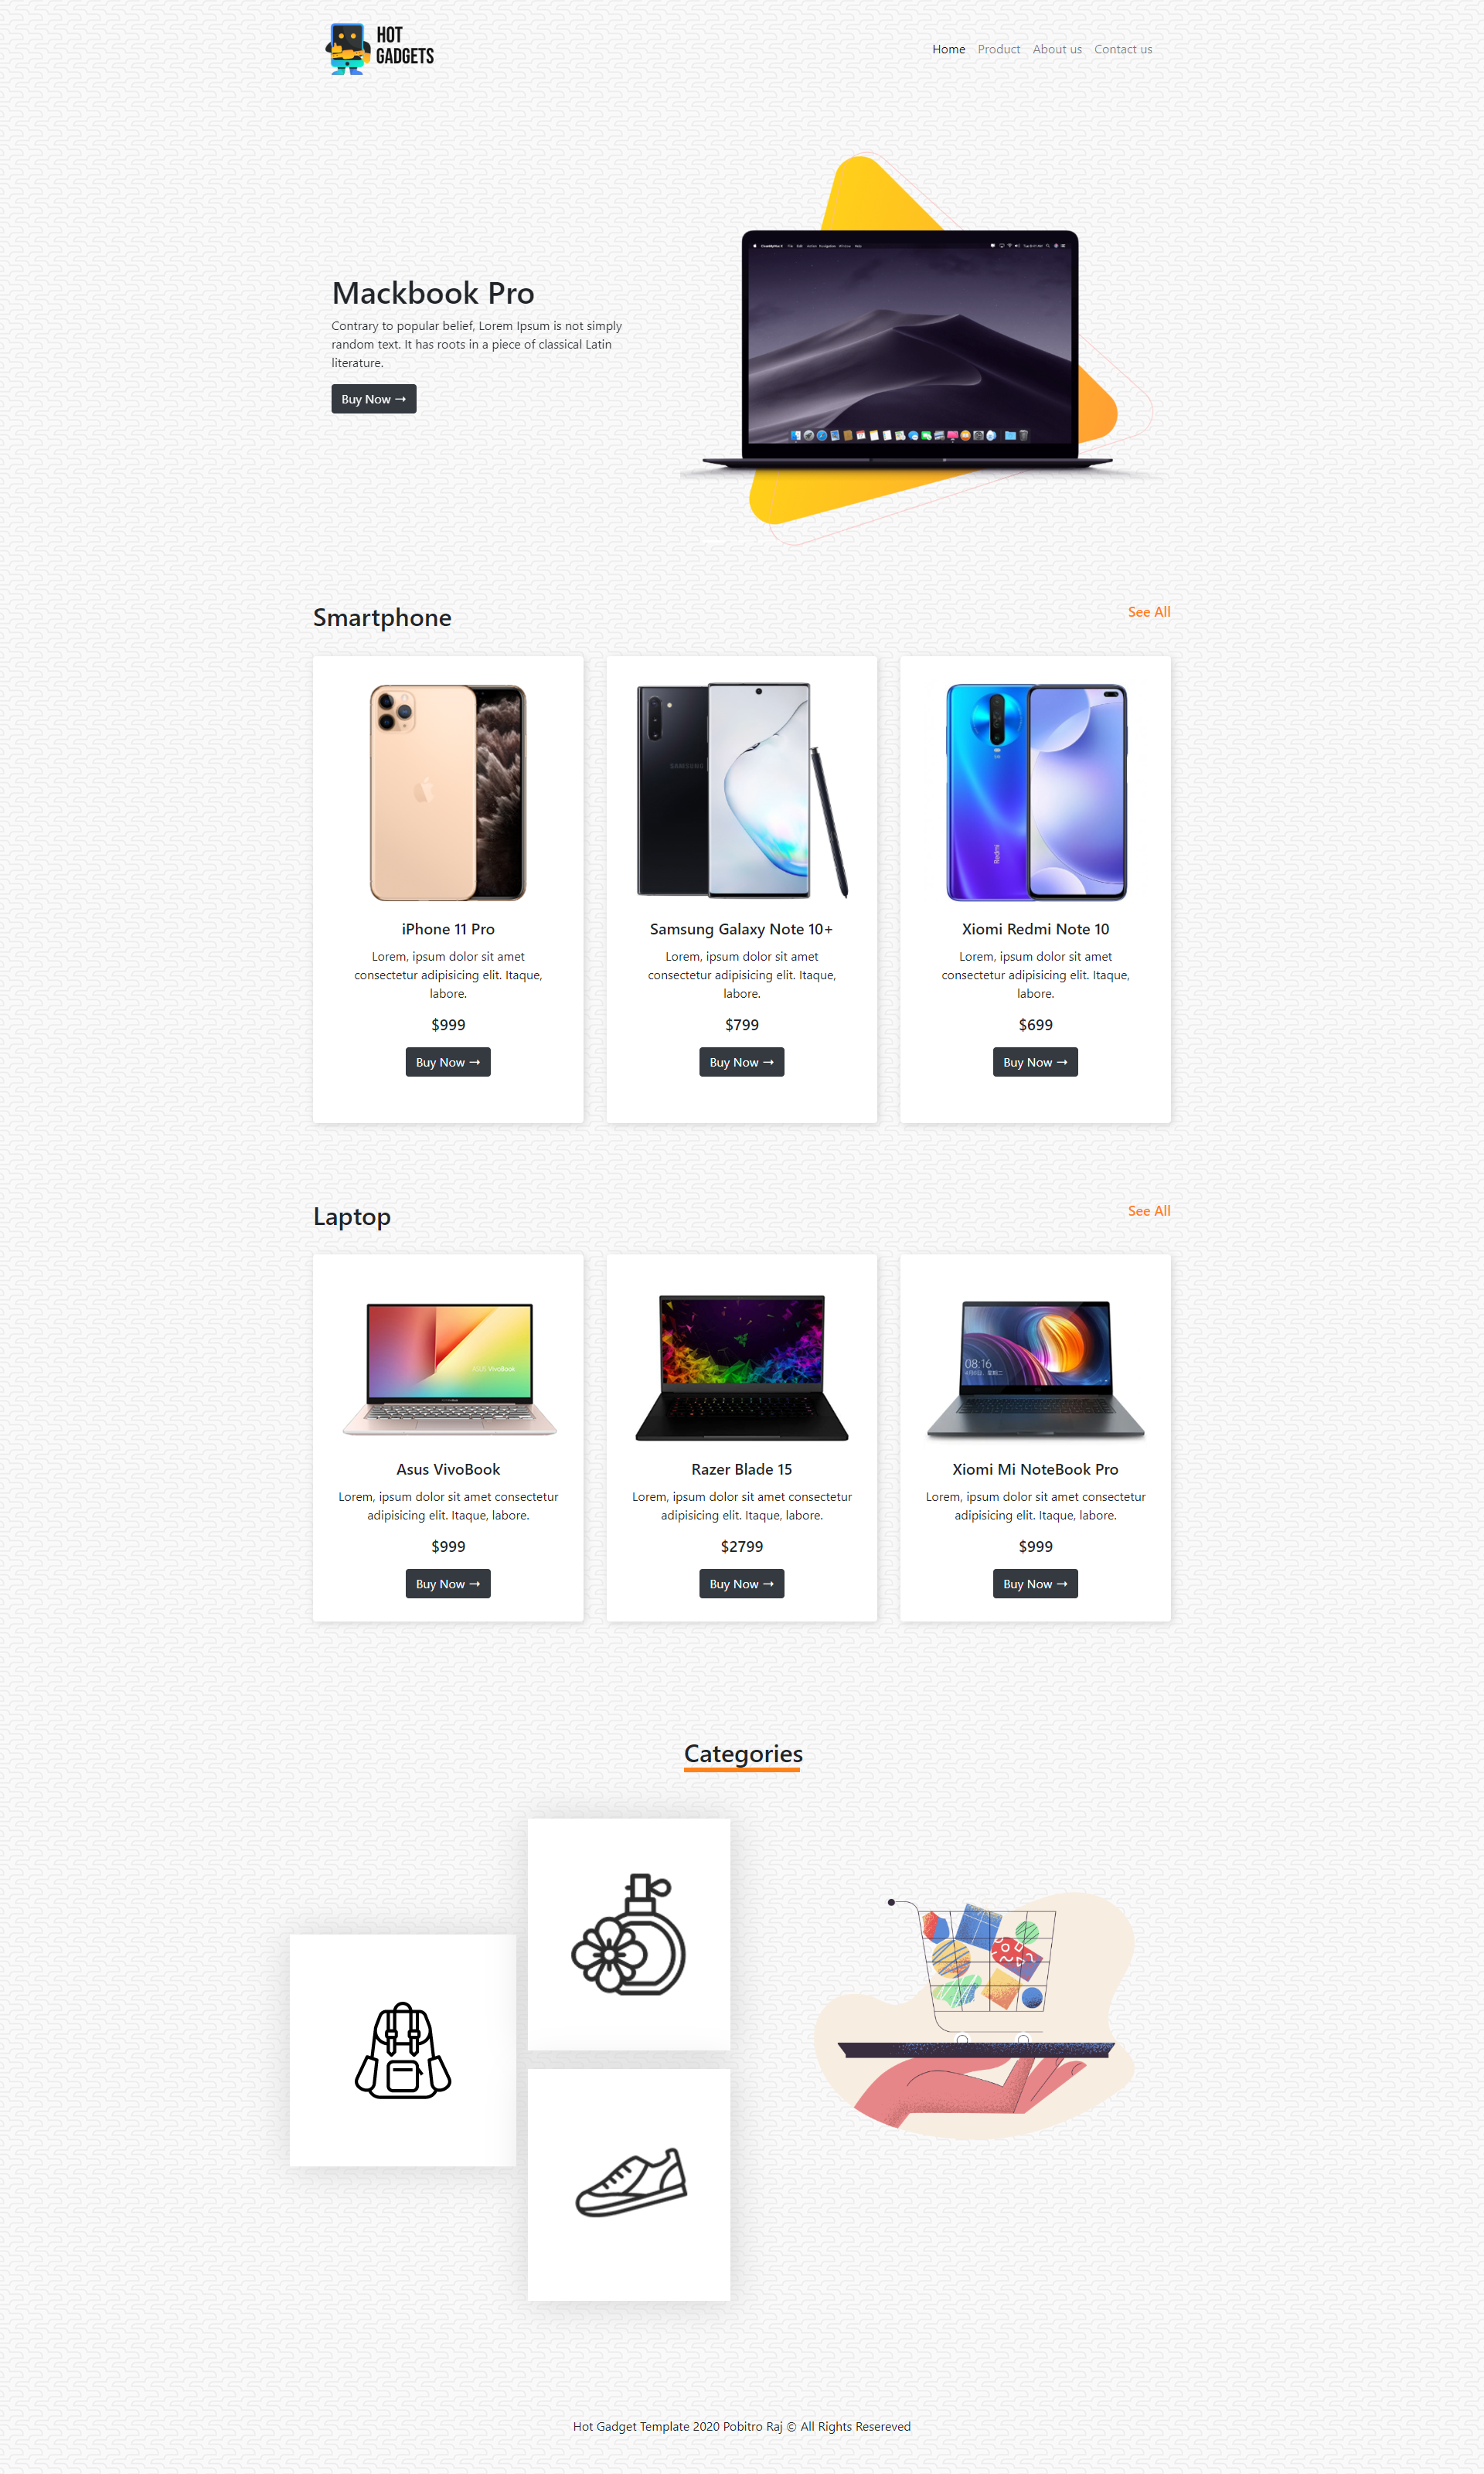 HOT
GADGETS
Home Product About us Contact us
Mackbook Pro
Contrary to popular belief, Lorem Ipsum is not simply
random text. It has roots in a piece of classical Latin
literature.
Buy Now →
Smartphone
See All
SAMSUNG
Redmi
iPhone 11 Pro
Lorem, ipsum dolor sit amet
consectetur adipisicing elit. Itaque,
labore.
$999
Buy Now →
Samsung Galaxy Note 10+
Lorem, ipsum dolor sit amet
consectetur adipisicing elit. Itaque,
labore.
$799
Buy Now →
Xiomi Redmi Note 10
Lorem, ipsum dolor sit amet
consectetur adipisicing elit. Itaque,
labore.
$699
Buy Now →
Laptop
See All
ASUS VivoBook
08:16
Asus VivoBook
Lorem, ipsum dolor sit amet consectetur
adipisicing elit. Itaque, labore.
$999
Buy Now →
Razer Blade 15
Lorem, ipsum dolor sit amet consectetur
adipisicing elit. Itaque, labore.
$2799
Buy Now →
Xiomi Mi NoteBook Pro
Lorem, ipsum dolor sit amet consectetur
adipisicing elit. Itaque, labore.
$999
Buy Now →
Categories
Hot Gadget Template 2020 Pobitro Raj © All Rights Resereved